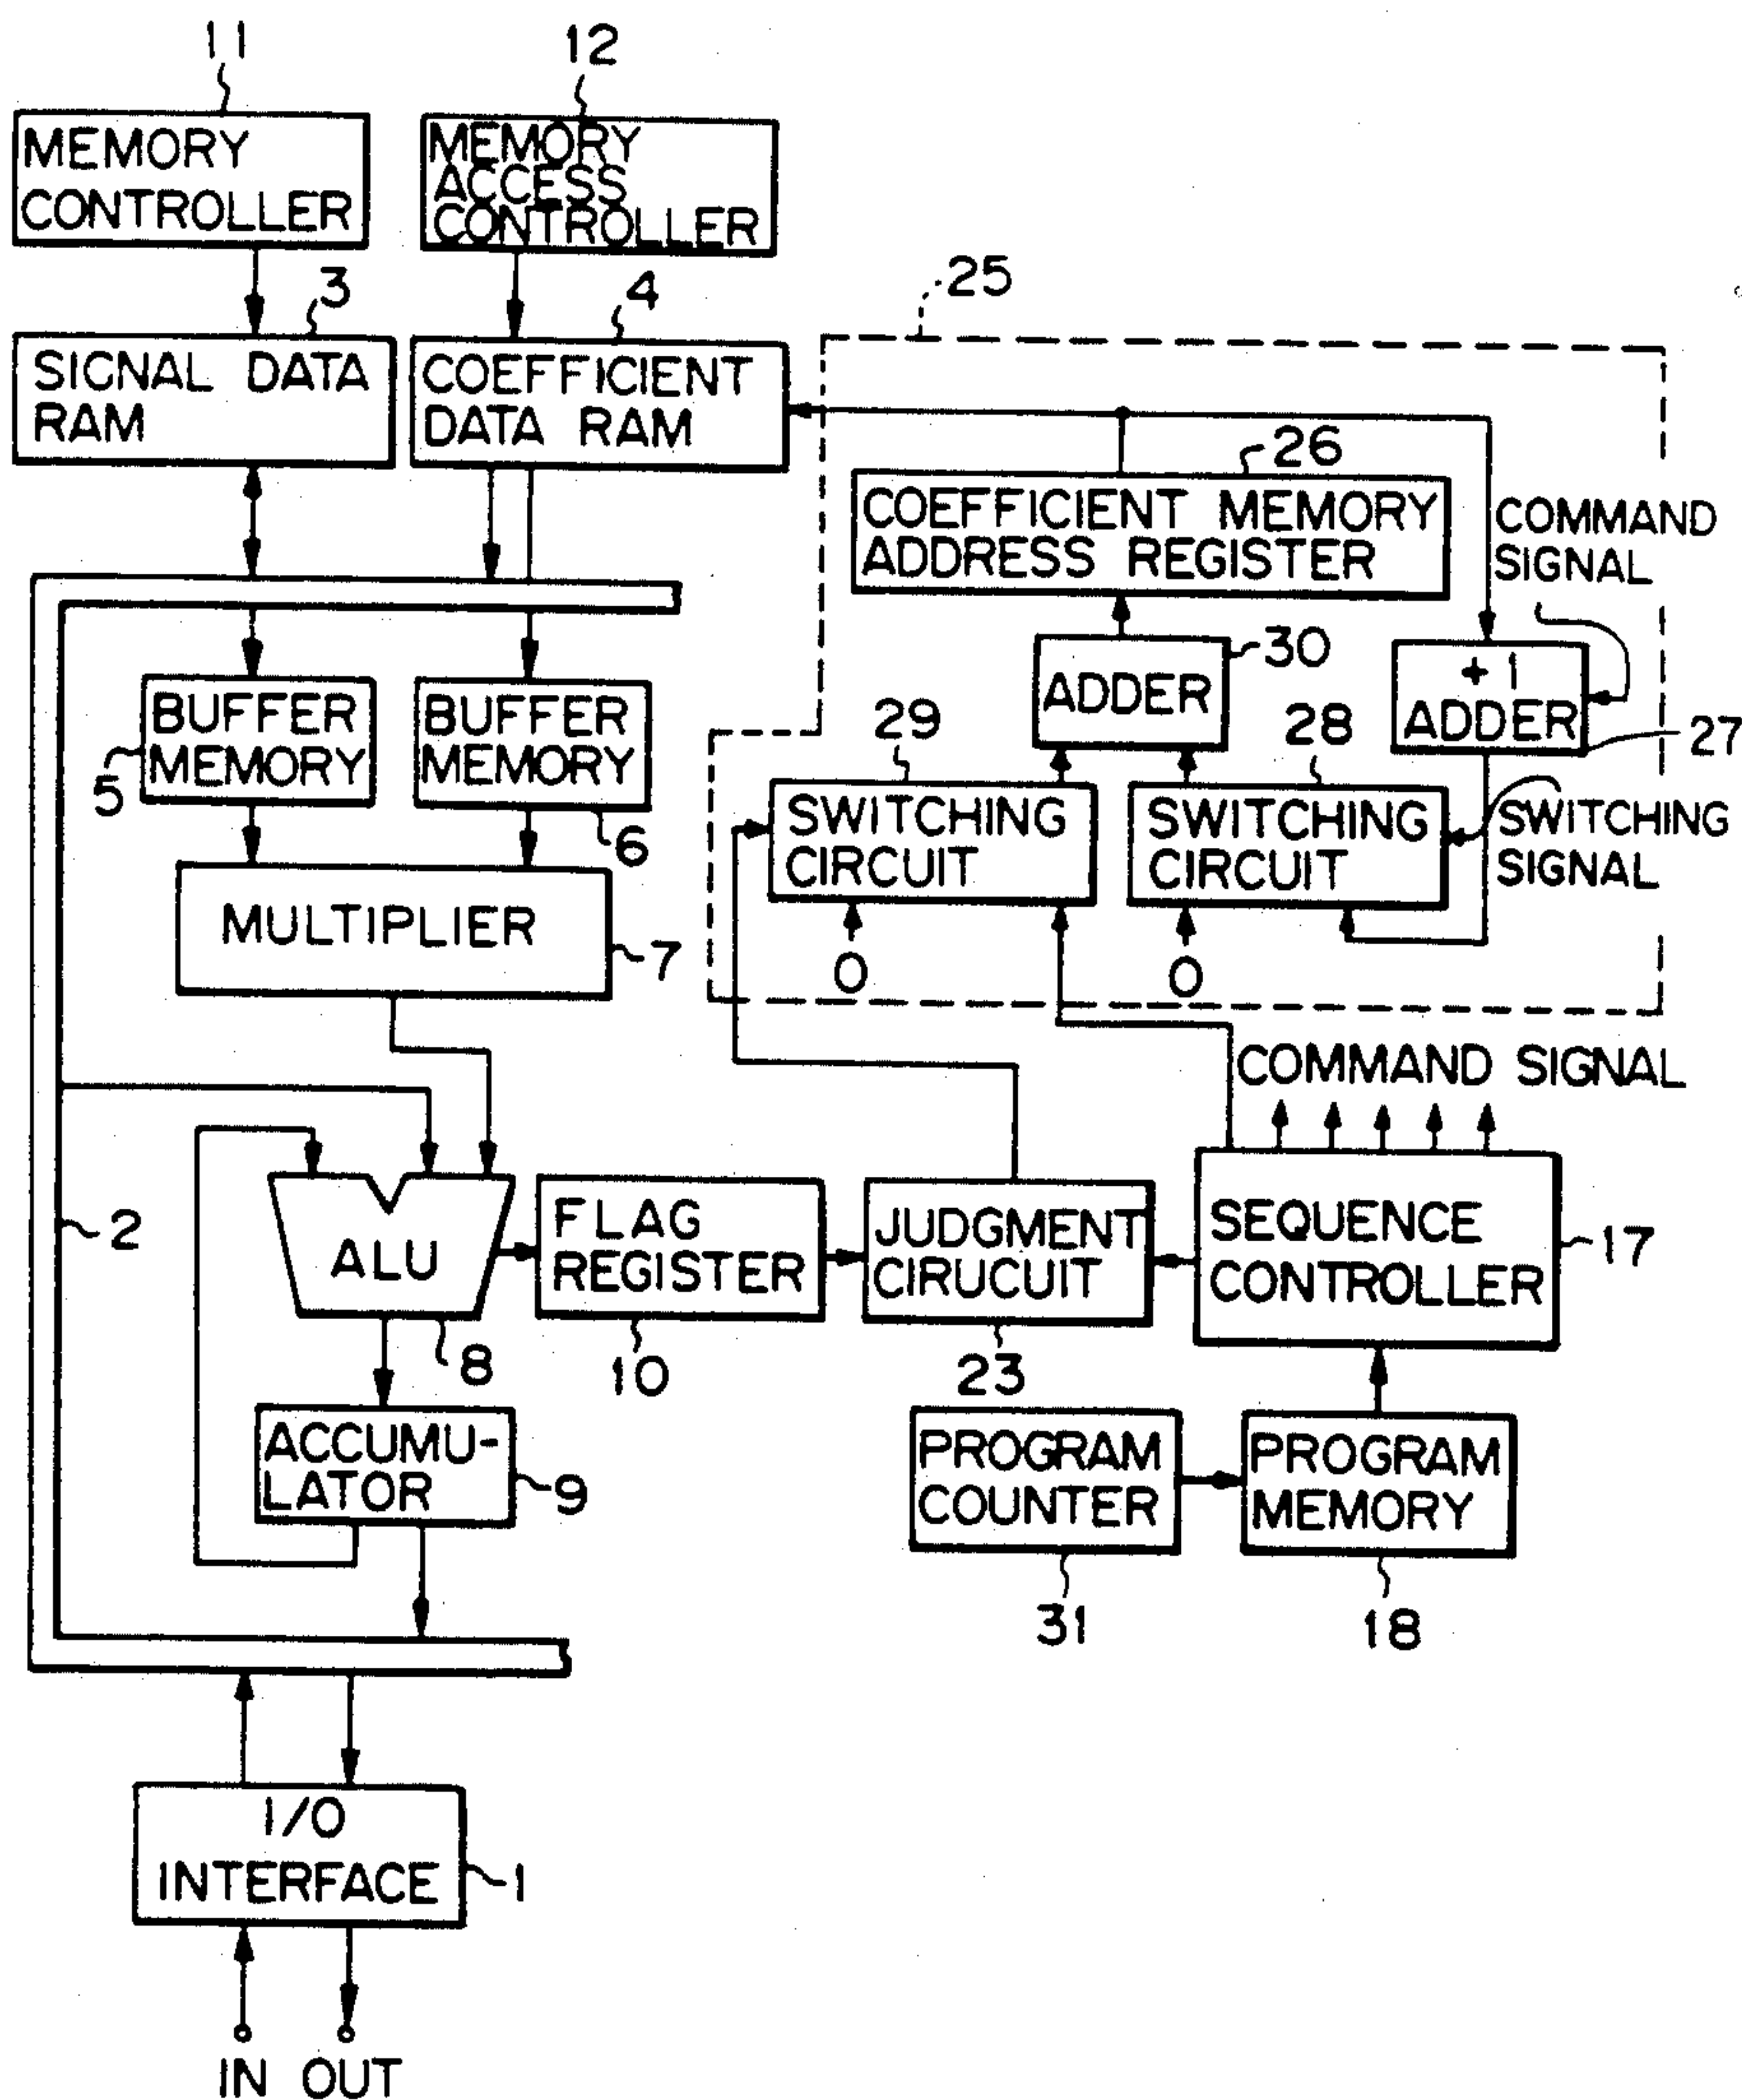 11
12
MEMORY
CONTROLLER
MEMORY
ACCESS
CONTROLLER
3
4
25
SIGNAL DATA
RAM
COEFFICIENT
DATA RAM
26
COEFFICIENT MEMORY
ADDRESS REGISTER
COMMAND
SIGNAL
30
ADDER
+1
ADDER
27
BUFFER
MEMORY
5
BUFFER
MEMORY
6
29
28
SWITCHING
CIRCUIT
SWITCHING
CIRCUIT
SWITCHING
SIGNAL
MULTIPLIER
7
0
0
COMMAND SIGNAL
2
ALU
8
FLAG
REGISTER
10
JUDGMENT
CIRUCUIT
23
SEQUENCE
CONTROLLER
17
ACCUMU-
LATOR
9
PROGRAM
COUNTER
31
PROGRAM
MEMORY
18
I/O
INTERFACE
1
IN OUT